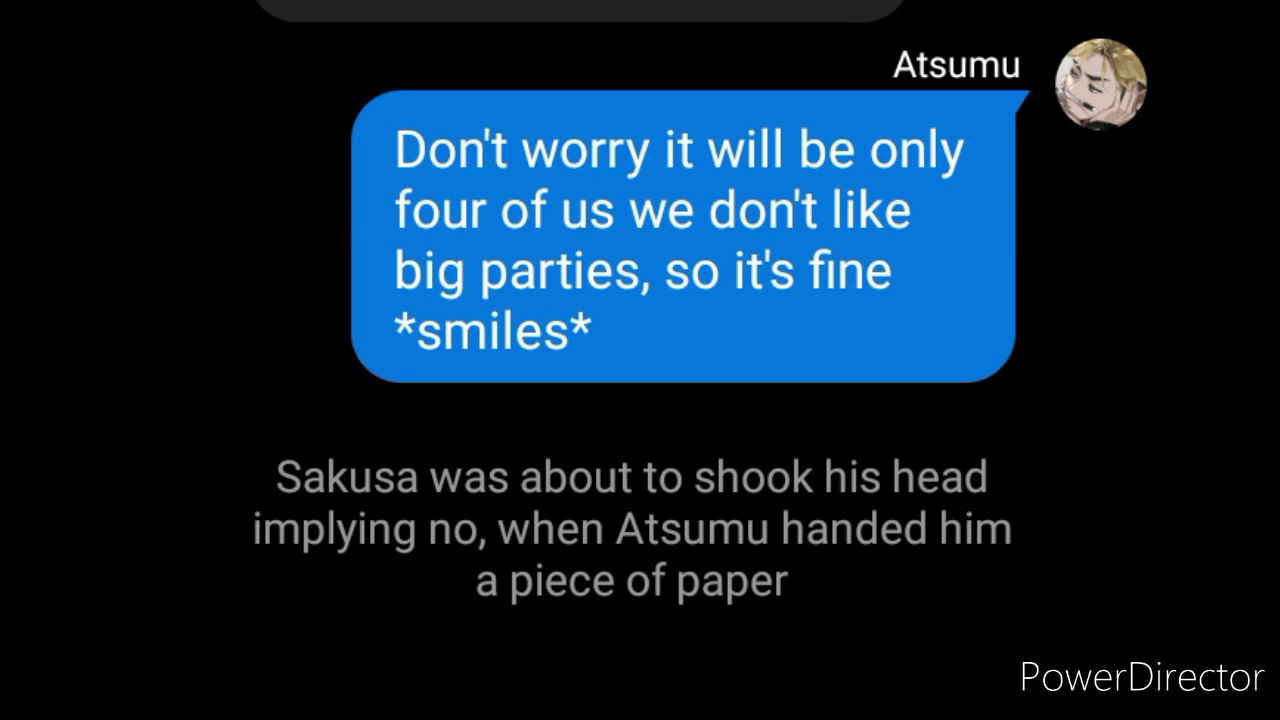 Atsumu
Don't worry it will be only
four of us we don't like
big parties, so it's fine
*smiles*
Sakusa was about to shook his head
implying no, when Atsumu handed him
a piece of paper
PowerDirector